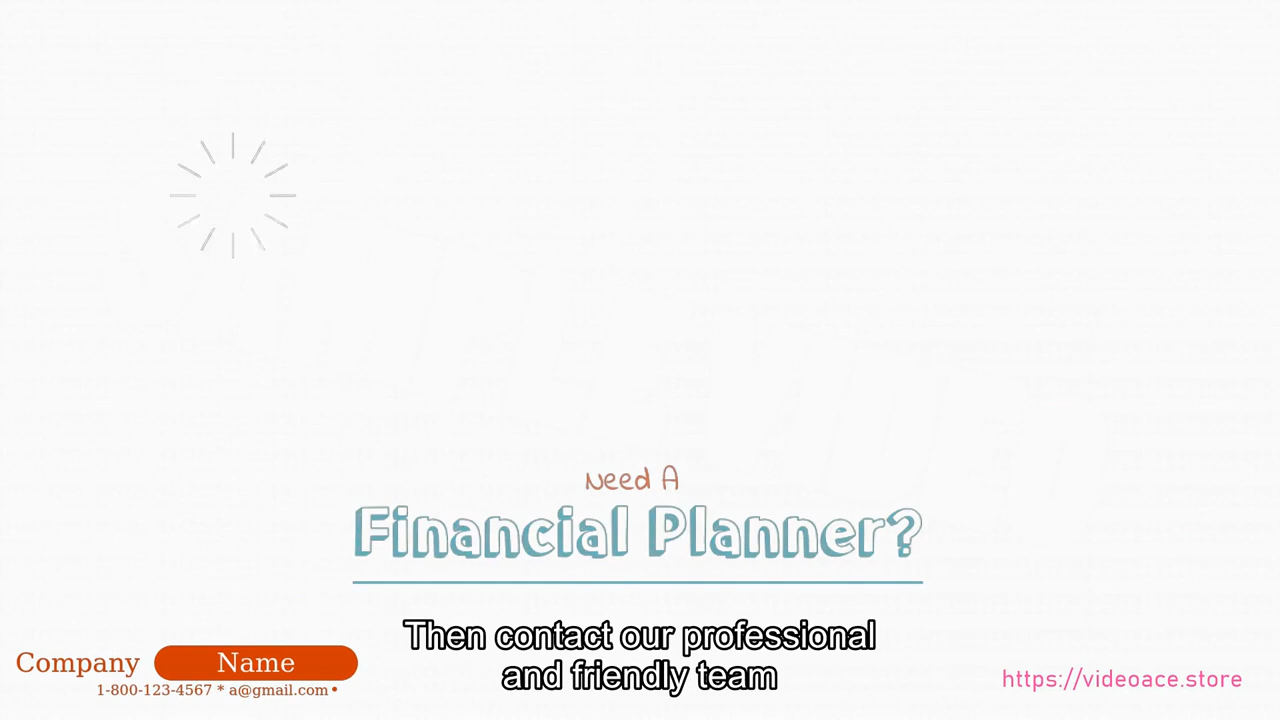 Need A
Financial Planner?
Then contact our professional
and friendly team
Company Name
1-800-123-4567 * a@gmail.com •
https://videoace.store